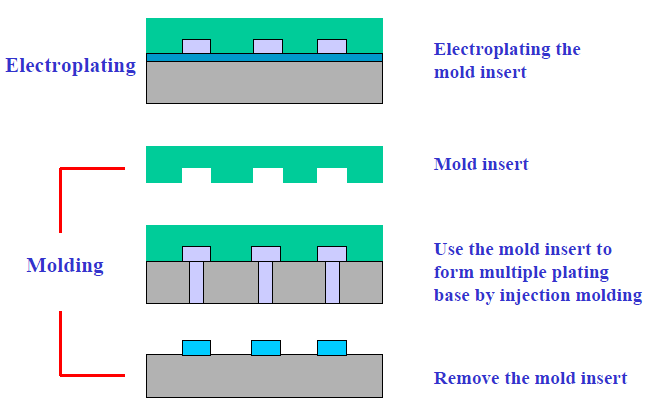 Electroplating
Electroplating the
mold insert
Mold insert
Molding
Use the mold insert to
form multiple plating
base by injection molding
Remove the mold insert